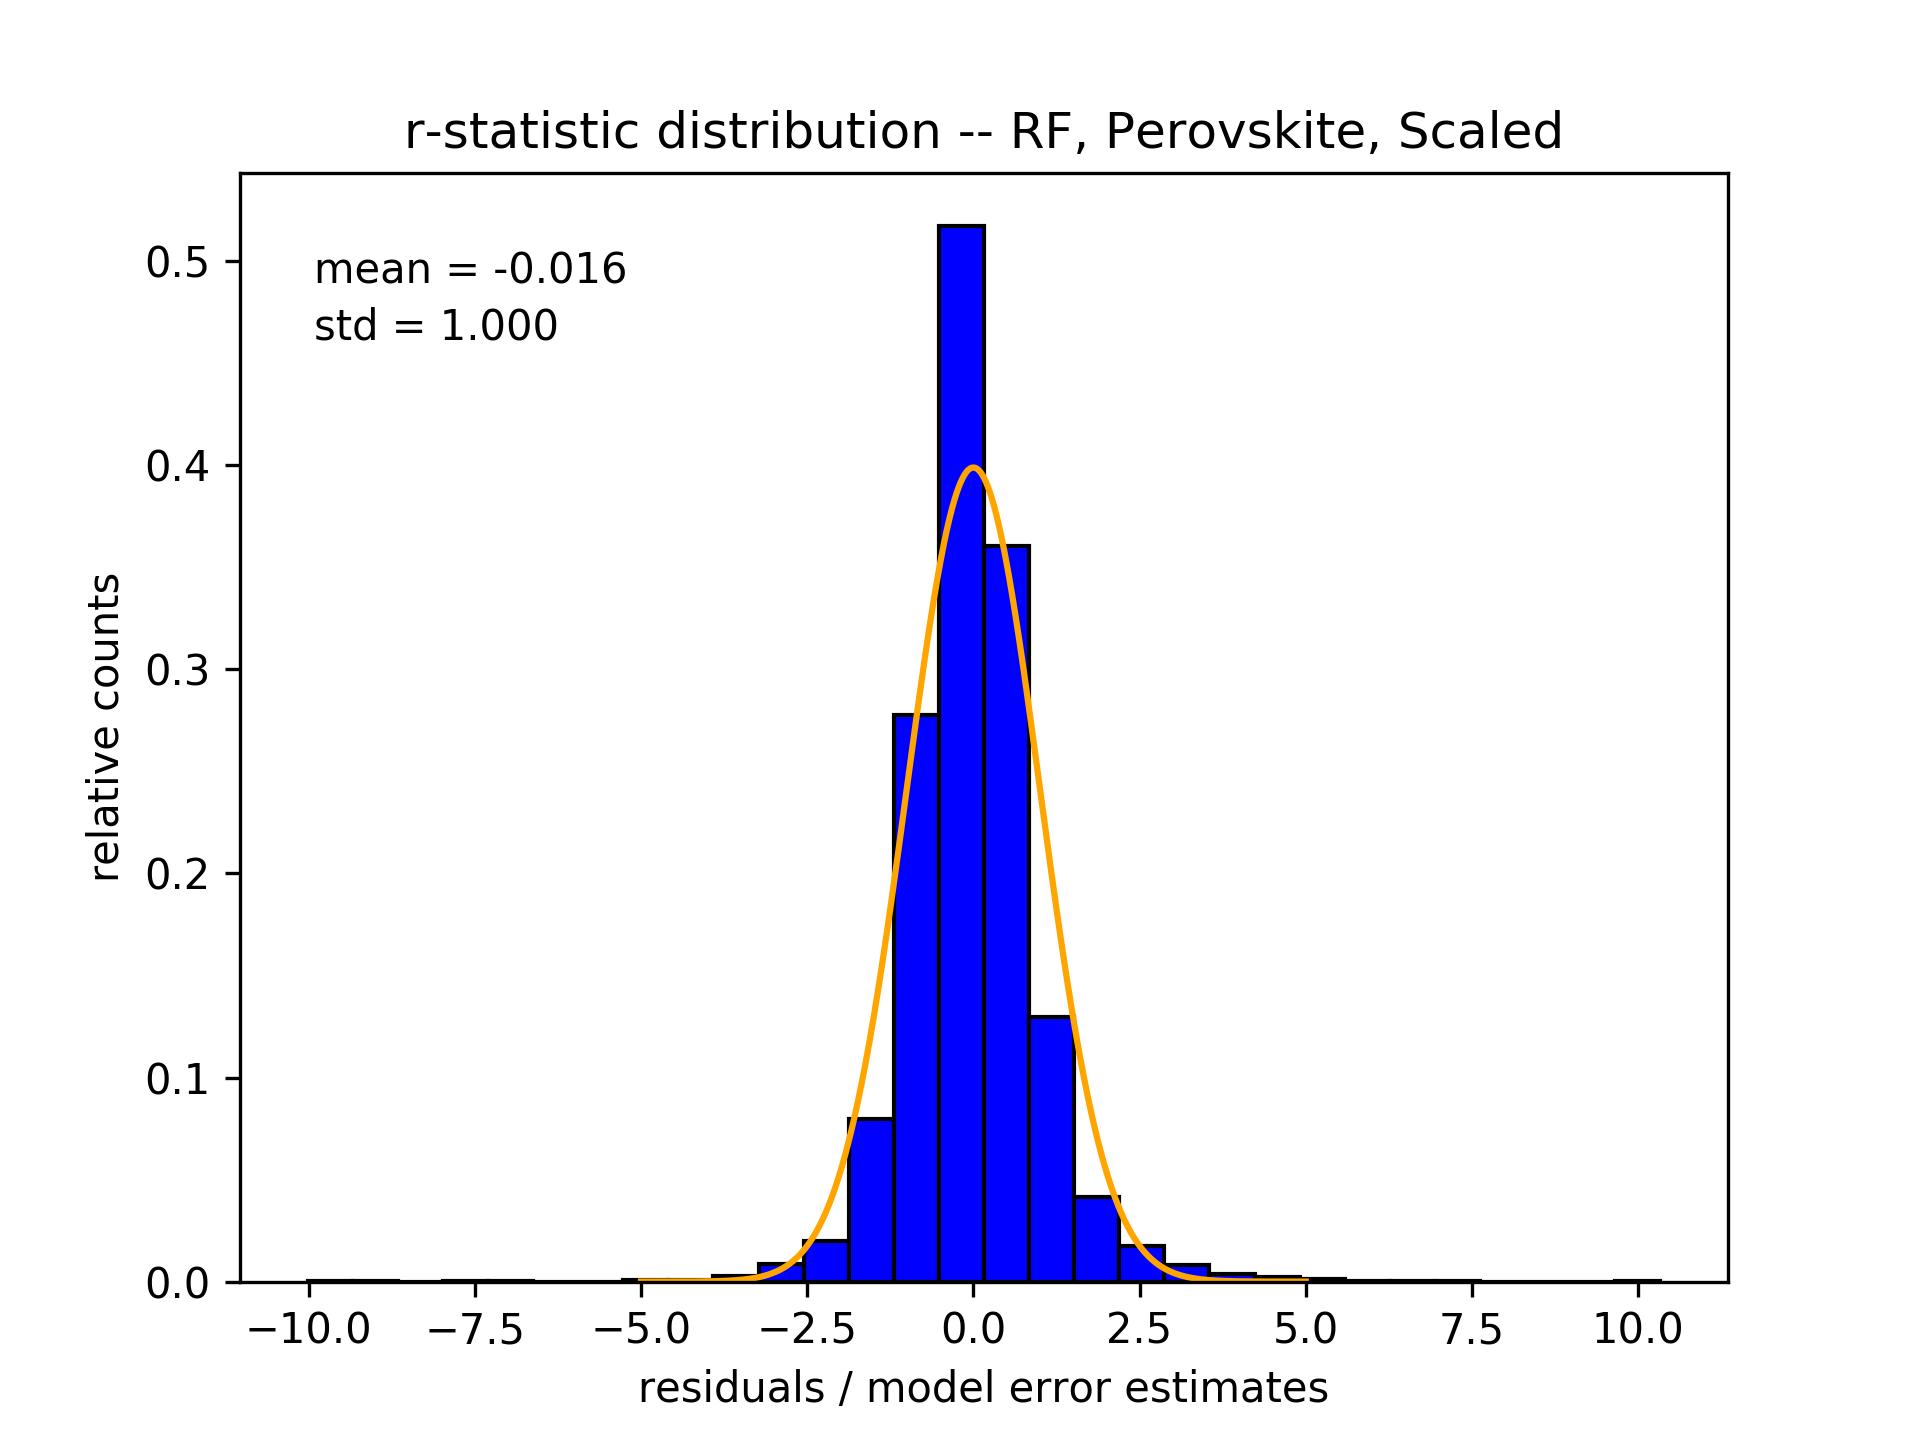 r-statistic distribution -- RF, Perovskite, Scaled
mean = -0.016
std = 1.000
relative counts
0.5
0.4
0.3
0.2
0.1
0.0
−10.0 −7.5 −5.0 −2.5 0.0 2.5 5.0 7.5 10.0
residuals / model error estimates